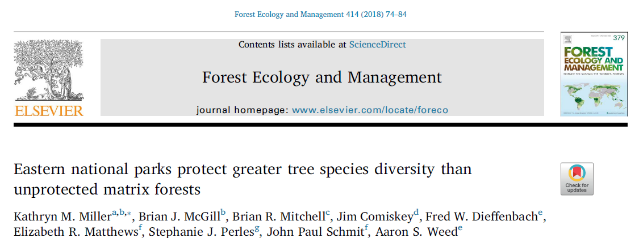 Forest Ecology and Management 414 (2018) 74–84
Contents lists available at ScienceDirect
Forest Ecology and Management
journal homepage: www.elsevier.com/locate/foreco
ELSEVIER
379
FOREST
ECOLOGY AND
MANAGEMENT
Eastern national parks protect greater tree species diversity than
unprotected matrix forests
Check for
updates
Kathryn M. Miller^a,b,⁎, Brian J. McGill^b, Brian R. Mitchell^c, Jim Comiskey^d, Fred W. Dieffenbach^e,
Elizabeth R. Matthews^f, Stephanie J. Perles^g, John Paul Schmit^f, Aaron S. Weed^e